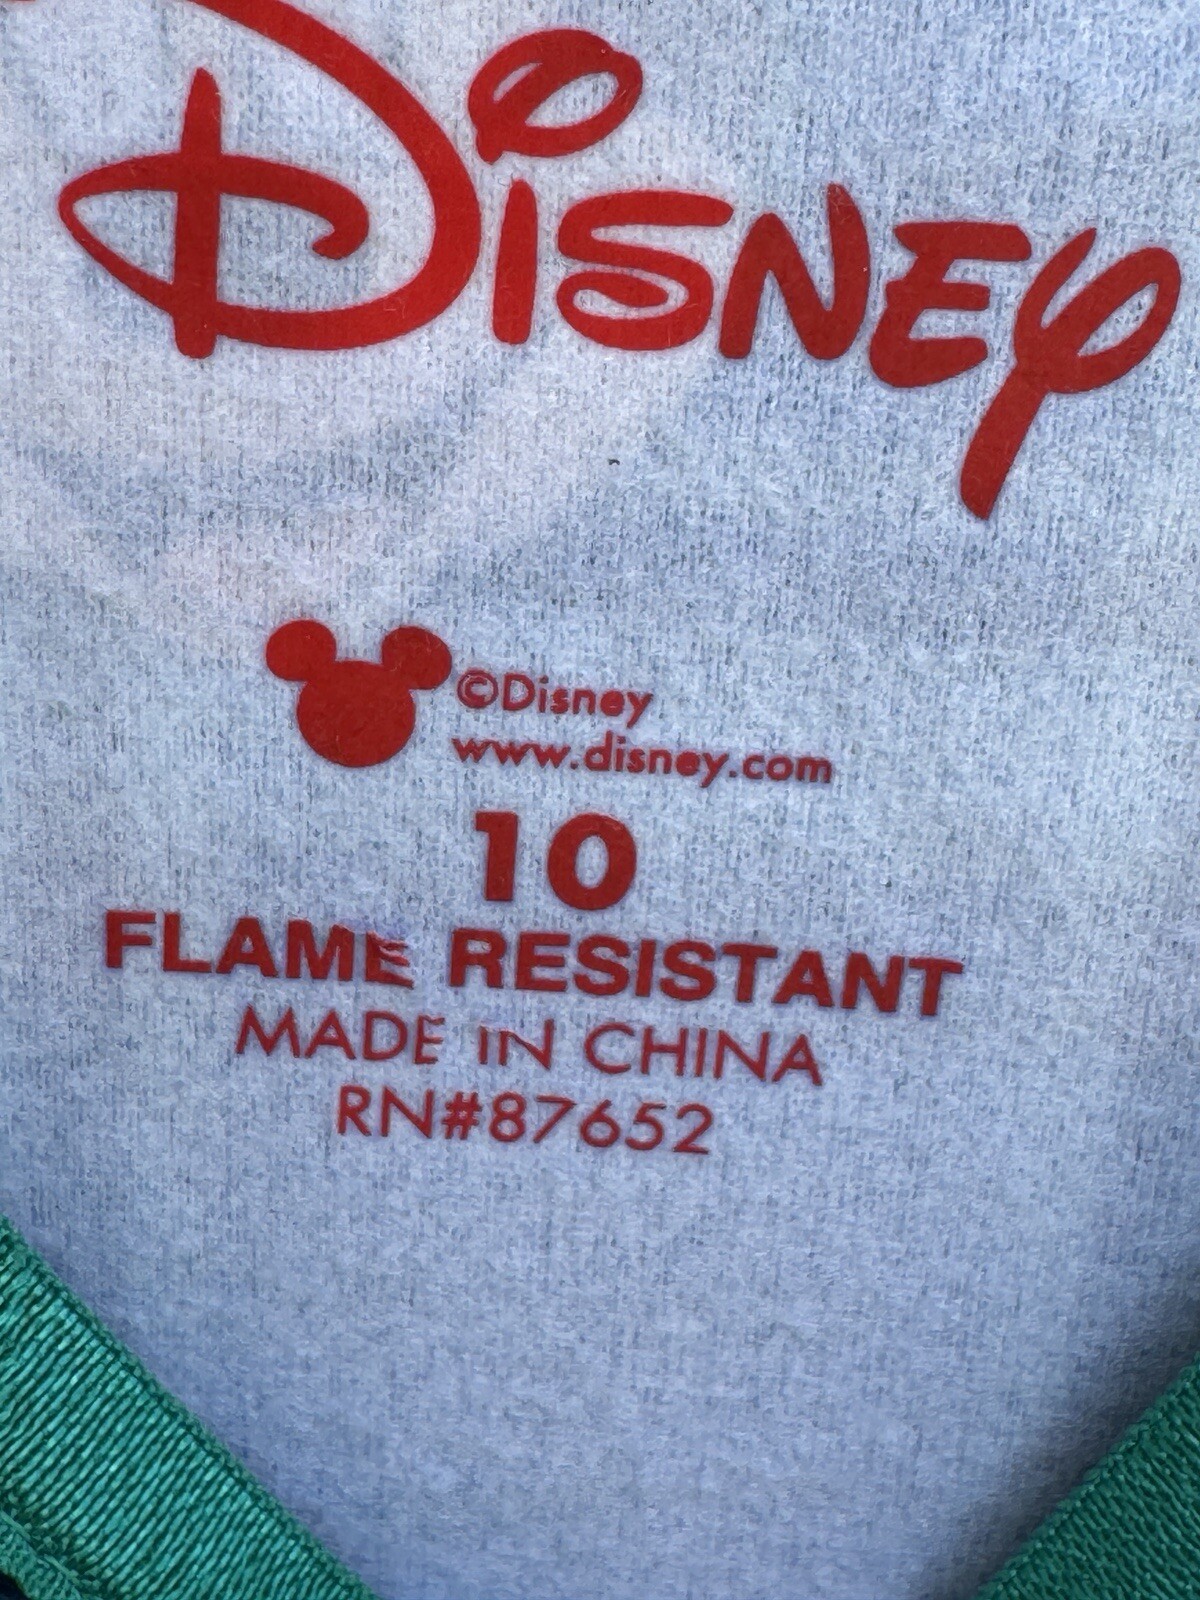 Disney
©Disney
www.disney.com
10
FLAME RESISTANT
MADE IN CHINA
RN#87652